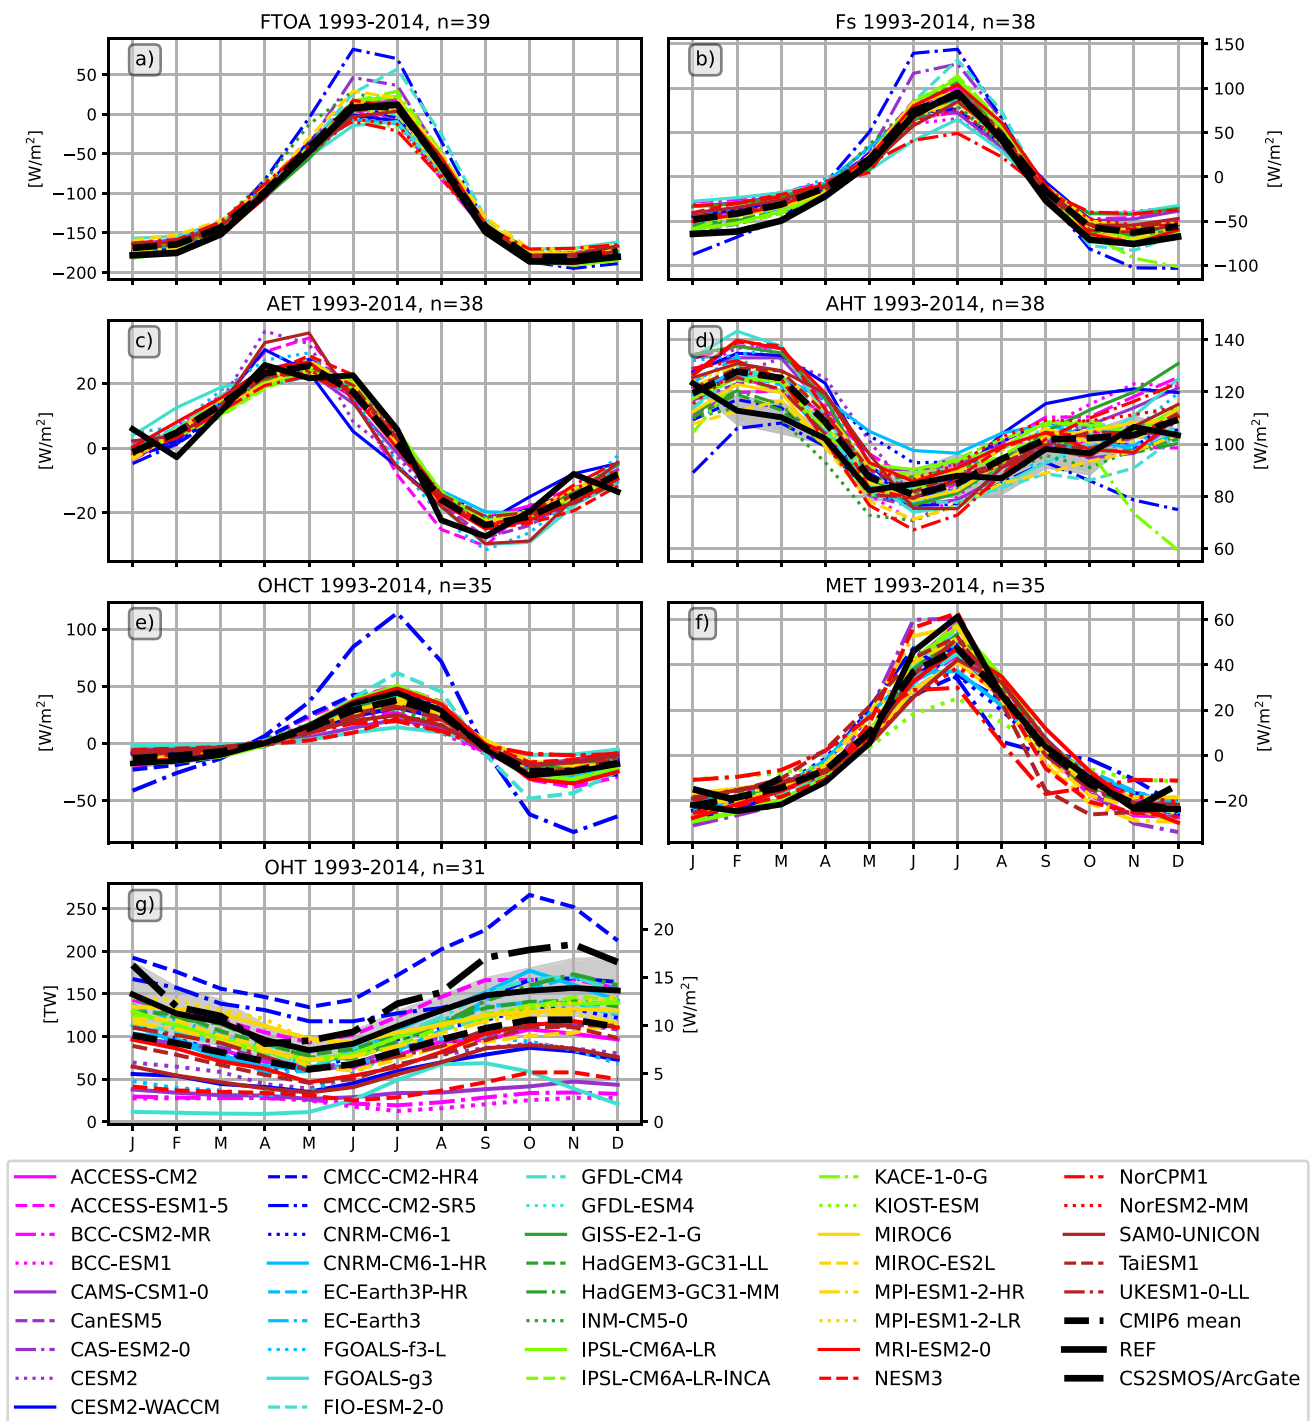 FTOA 1993-2014, n=39
Fs 1993-2014, n=38
a)
b)
50
0
−50
−100
−150
−200
[W/m²]
150
100
50
0
−50
−100
[W/m²]
AET 1993-2014, n=38
AHT 1993-2014, n=38
c)
d)
20
0
−20
[W/m²]
140
120
100
80
60
[W/m²]
OHCT 1993-2014, n=35
MET 1993-2014, n=35
e)
f)
100
50
0
−50
[W/m²]
60
40
20
0
−20
[W/m²]
J F M A M J J A S O N D
OHT 1993-2014, n=31
g)
250
200
150
100
50
0
[TW]
20
15
10
5
0
[W/m²]
J F M A M J J A S O N D
ACCESS-CM2
ACCESS-ESM1-5
BCC-CSM2-MR
BCC-ESM1
CAMS-CSM1-0
CanESM5
CAS-ESM2-0
CESM2
CESM2-WACCM
CMCC-CM2-HR4
CMCC-CM2-SR5
CNRM-CM6-1
CNRM-CM6-1-HR
EC-Earth3P-HR
EC-Earth3
FGOALS-f3-L
FGOALS-g3
FIO-ESM-2-0
GFDL-CM4
GFDL-ESM4
GISS-E2-1-G
HadGEM3-GC31-LL
HadGEM3-GC31-MM
INM-CM5-0
IPSL-CM6A-LR
IPSL-CM6A-LR-INCA
KACE-1-0-G
KIOST-ESM
MIROC6
MIROC-ES2L
MPI-ESM1-2-HR
MPI-ESM1-2-LR
MRI-ESM2-0
NESM3
NorCPM1
NorESM2-MM
SAM0-UNICON
TaiESM1
UKESM1-0-LL
CMIP6 mean
REF
CS2SMOS/ArcGate